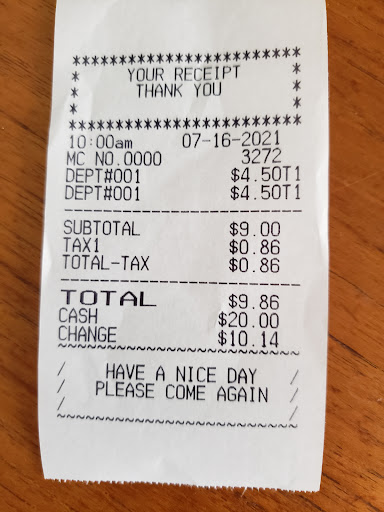 YOUR RECEIPT
THANK YOU
10:00am 07-16-2021
MC NO.0000 3272
DEPT#001 $4.50T1
DEPT#001 $4.50T1
SUBTOTAL $9.00
TAX1 $0.86
TOTAL-TAX $0.86
TOTAL $9.86
CASH $20.00
CHANGE $10.14
HAVE A NICE DAY
PLEASE COME AGAIN